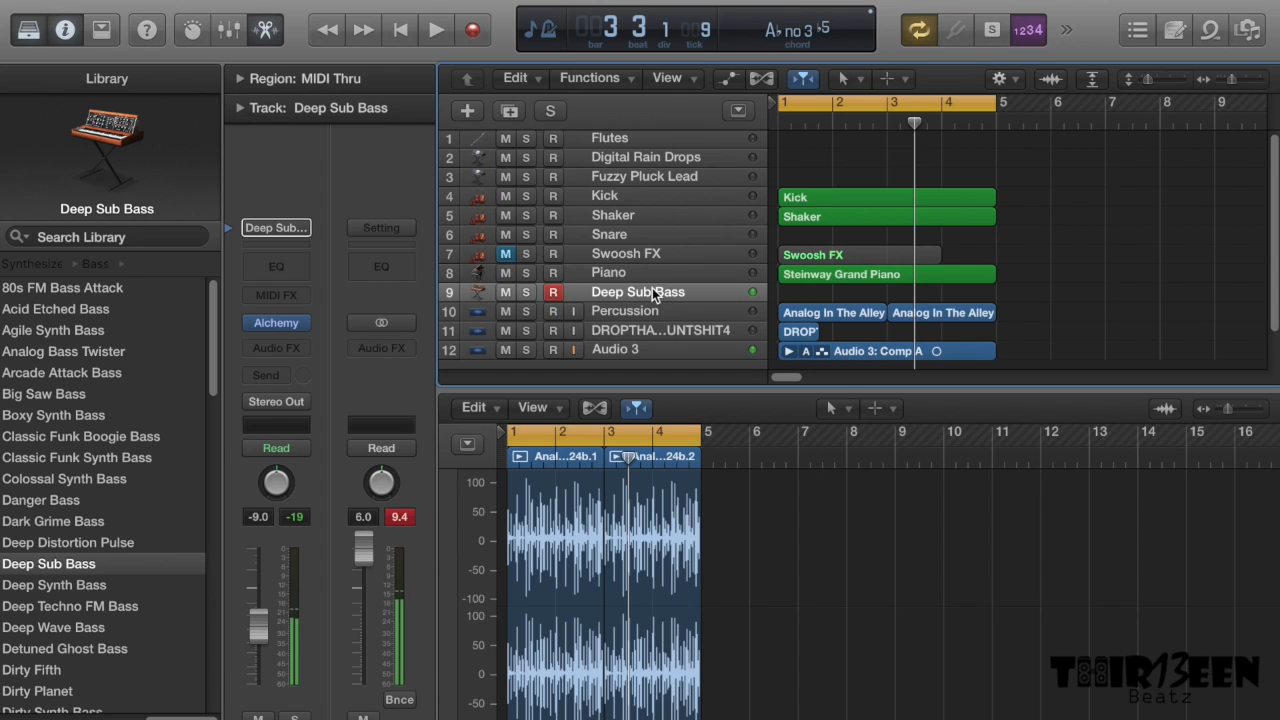 1234
3 3 1 9
bar beat div tick
A♭no 3 ♭5
chord
Library
Deep Sub Bass
Search Library
Synthesize Bass
80s FM Bass Attack
Acid Etched Bass
Agile Synth Bass
Analog Bass Twister
Arcade Attack Bass
Big Saw Bass
Boxy Synth Bass
Classic Funk Boogie Bass
Classic Funk Synth Bass
Colossal Synth Bass
Danger Bass
Dark Grime Bass
Deep Distortion Pulse
Deep Sub Bass
Deep Synth Bass
Deep Techno FM Bass
Deep Wave Bass
Detuned Ghost Bass
Dirty Fifth
Dirty Planet
Dirty Synth Bass
Region: MIDI Thru
Track: Deep Sub Bass
Deep Sub... Setting
EQ EQ
MIDI FX
Alchemy
Audio FX Audio FX
Send
Stereo Out
Read Read
-9.0 -19 6.0 9.4
Bnce
M S M
Edit Functions View
S
1 2 3 4 5 6 7 8 9
1 M S R Flutes
2 M S R Digital Rain Drops
3 M S R Fuzzy Pluck Lead
4 M S R Kick Kick
5 M S R Shaker Shaker
6 M S R Snare
7 M S R Swoosh FX Swoosh FX
8 M S R Piano Steinway Grand Piano
9 M S R Deep Sub Bass
10 M S R I Percussion Analog In The Alley Analog In The Alley
11 M S R I DROPTHA...UNTSHIT4 DROP
12 M S R I Audio 3 A Audio 3: Comp A
Edit View
1 2 3 4 5 6 7 8 9 10 11 12 13 14 15 16
Anal...24b.1 Anal...24b.2
100
50
0
-50
-100
100
50
0
-50
THIR13EEN
Beatz